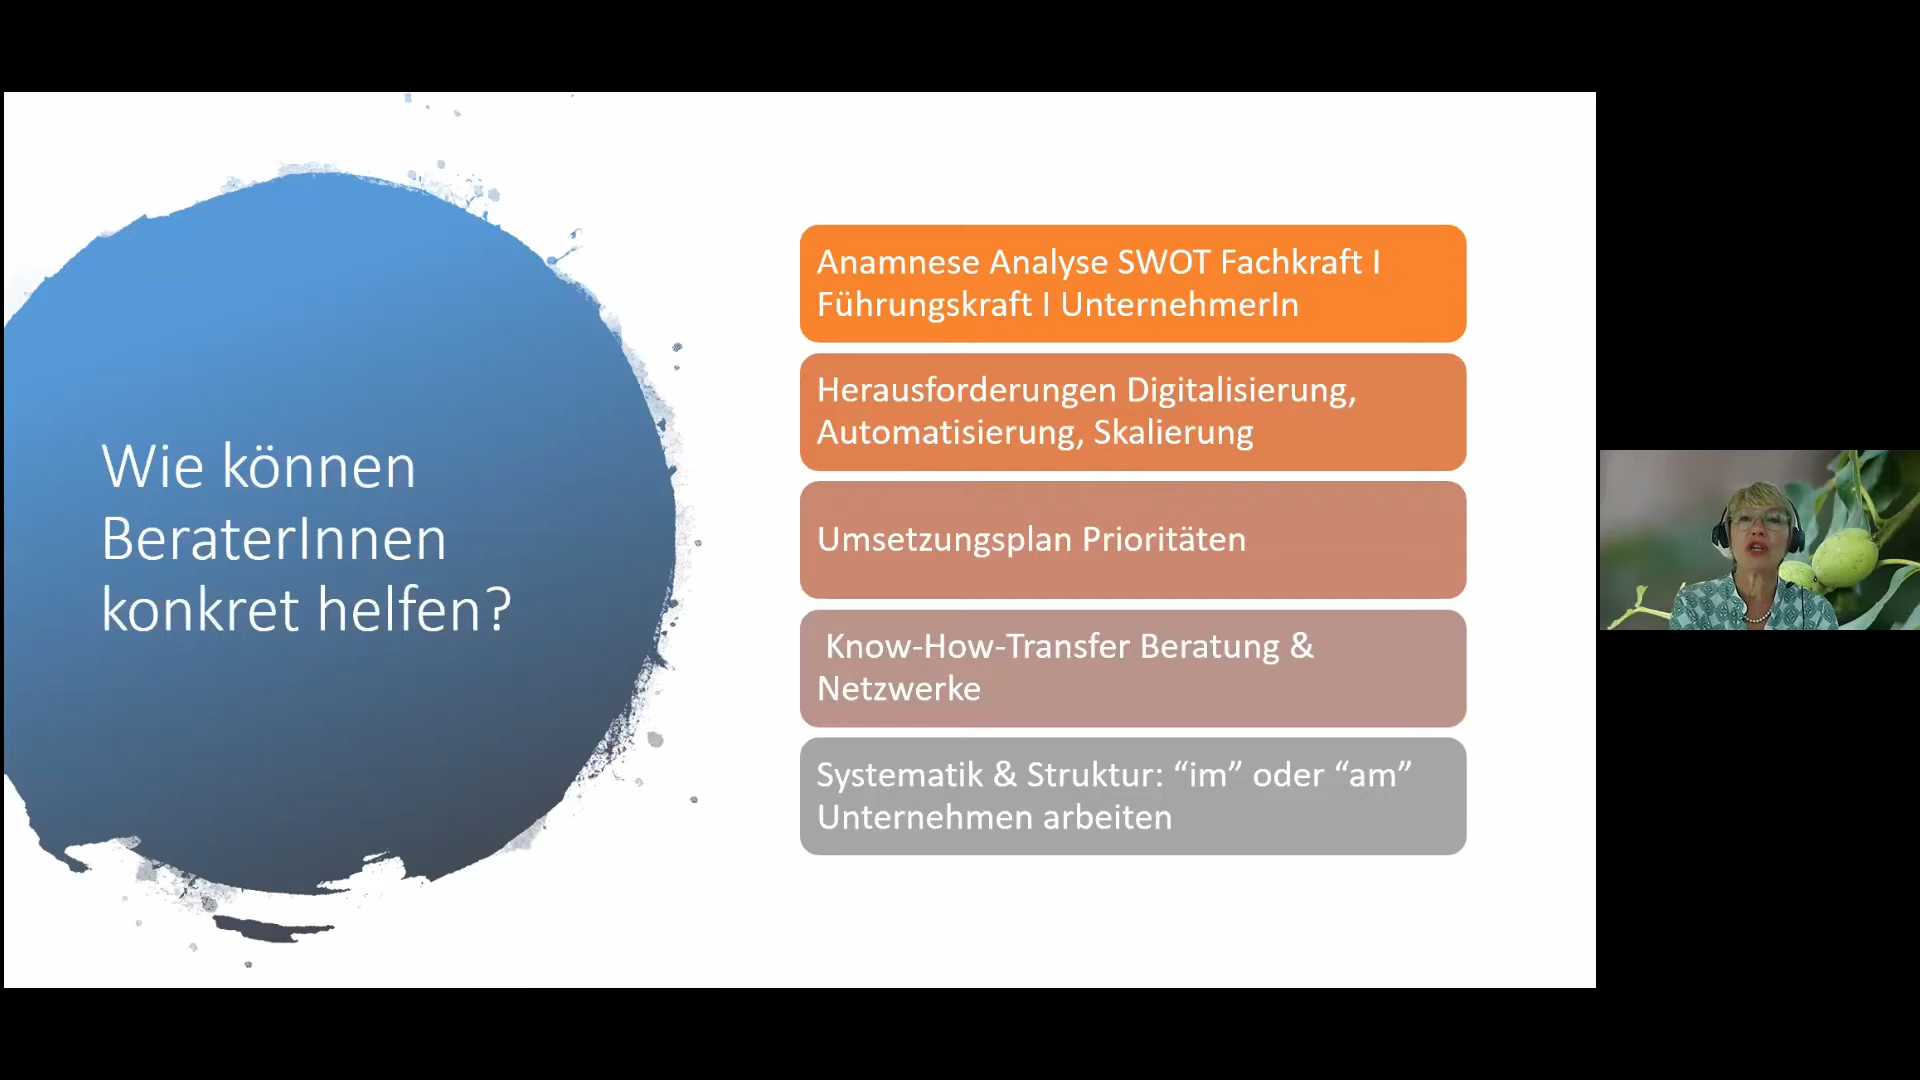 Wie können
BeraterInnen
konkret helfen?
Anamnese Analyse SWOT Fachkraft I
Führungskraft I UnternehmerIn
Herausforderungen Digitalisierung,
Automatisierung, Skalierung
Umsetzungsplan Prioritäten
Know-How-Transfer Beratung &
Netzwerke
Systematik & Struktur: “im” oder “am”
Unternehmen arbeiten